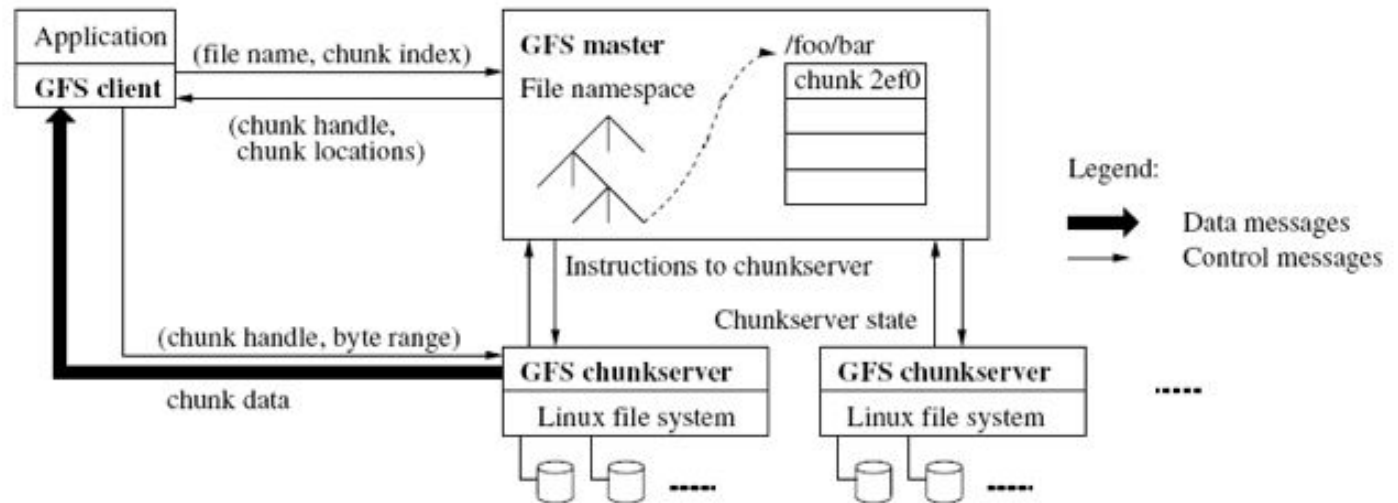 Application
GFS client
(file name, chunk index)
(chunk handle,
chunk locations)
GFS master
File namespace
/foo/bar
chunk 2ef0
Legend:
Data messages
Control messages
Instructions to chunkserver
Chunkserver state
(chunk handle, byte range)
chunk data
GFS chunkserver
Linux file system
GFS chunkserver
Linux file system